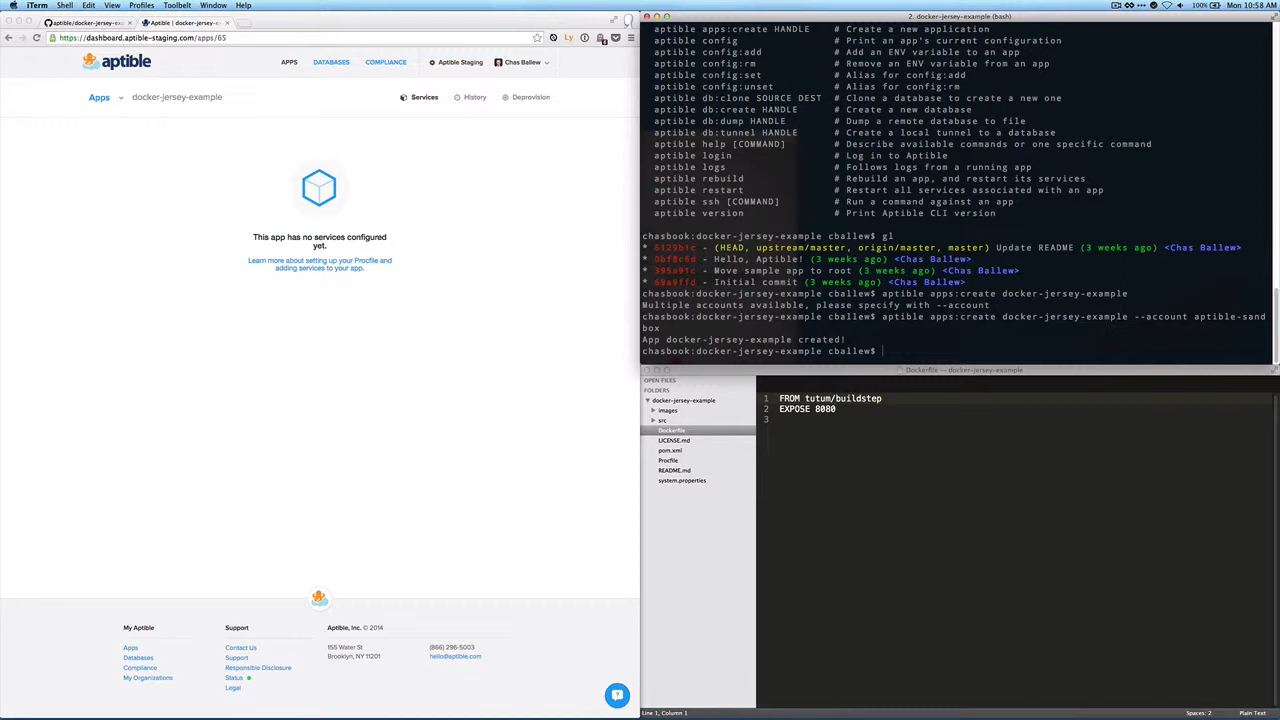 iTerm Shell Edit View Profiles Toolbelt Window Help
100% Mon 10:58 AM
aptible/docker-jersey-exa
Aptible | docker-jersey-ex
https://dashboard.aptible-staging.com/apps/65
aptible
APPS DATABASES COMPLIANCE Aptible Staging Chas Ballew
Apps docker-jersey-example Services History Deprovision
This app has no services configured
yet.
Learn more about setting up your Procfile and
adding services to your app.
My Aptible
Apps
Databases
Compliance
My Organizations
Support
Contact Us
Support
Responsible Disclosure
Status
Legal
Aptible, Inc. © 2014
155 Water St
Brooklyn, NY 11201
(866) 296-5003
hello@aptible.com
2. docker-jersey-example (bash)
aptible apps:create HANDLE # Create a new application
aptible config # Print an app's current configuration
aptible config:add # Add an ENV variable to an app
aptible config:rm # Remove an ENV variable from an app
aptible config:set # Alias for config:add
aptible config:unset # Alias for config:rm
aptible db:clone SOURCE DEST # Clone a database to create a new one
aptible db:create HANDLE # Create a new database
aptible db:dump HANDLE # Dump a remote database to file
aptible db:tunnel HANDLE # Create a local tunnel to a database
aptible help [COMMAND] # Describe available commands or one specific command
aptible login # Log in to Aptible
aptible logs # Follows logs from a running app
aptible rebuild # Rebuild an app, and restart its services
aptible restart # Restart all services associated with an app
aptible ssh [COMMAND] # Run a command against an app
aptible version # Print Aptible CLI version
chasbook:docker-jersey-example cballew$ gl
* - (HEAD, upstream/master, origin/master, master) Update README (3 weeks ago) <Chas Ballew>
* - Hello, Aptible! (3 weeks ago) <Chas Ballew>
* - Move sample app to root (3 weeks ago) <Chas Ballew>
* - Initial commit (3 weeks ago) <Chas Ballew>
chasbook:docker-jersey-example cballew$ aptible apps:create docker-jersey-example
Multiple accounts available, please specify with --account
chasbook:docker-jersey-example cballew$ aptible apps:create docker-jersey-example --account aptible-sand
box
App docker-jersey-example created!
chasbook:docker-jersey-example cballew$
Dockerfile — docker-jersey-example
OPEN FILES
FOLDERS
docker-jersey-example
images
src
Dockerfile
LICENSE.md
pom.xml
Procfile
README.md
system.properties
1 FROM tutum/buildstep
2 EXPOSE 8080
3
Line 1, Column 1 Spaces: 2 Plain Text